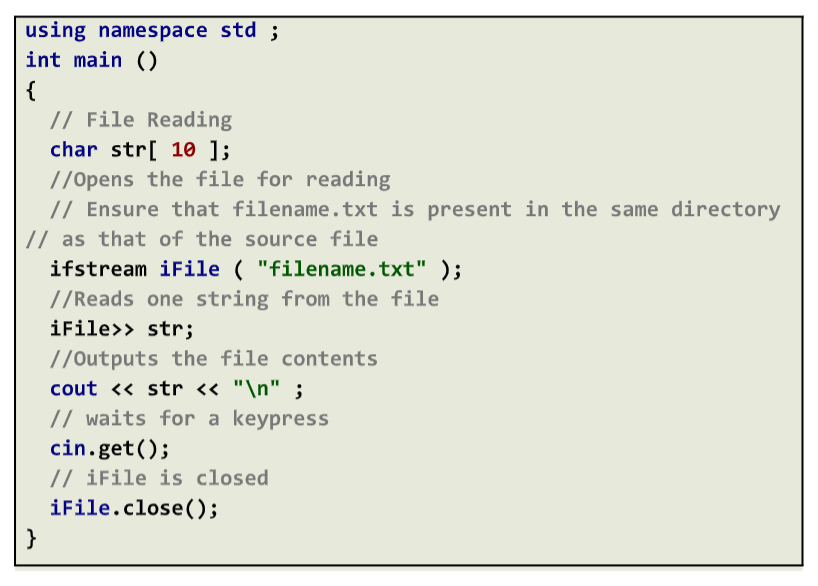 using namespace std ;
int main ()
{
// File Reading
char str[ 10 ];
//Opens the file for reading
// Ensure that filename.txt is present in the same directory
// as that of the source file
ifstream iFile ( "filename.txt" );
//Reads one string from the file
iFile>> str;
//Outputs the file contents
cout << str << "\n" ;
// waits for a keypress
cin.get();
// iFile is closed
iFile.close();
}